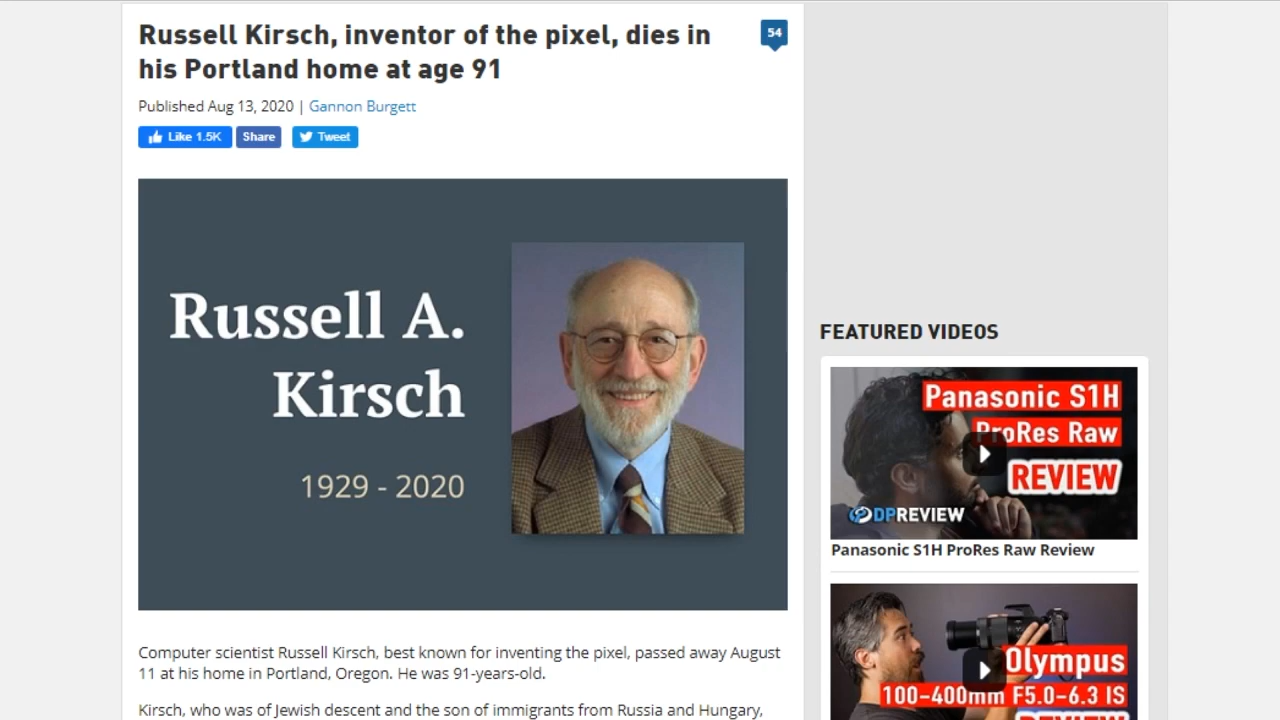 Russell Kirsch, inventor of the pixel, dies in
his Portland home at age 91
54
Published Aug 13, 2020 | Gannon Burgett
Like 1.5K
Share
Tweet
Russell A.
Kirsch
1929 - 2020
Computer scientist Russell Kirsch, best known for inventing the pixel, passed away August
11 at his home in Portland, Oregon. He was 91-years-old.
Kirsch, who was of Jewish descent and the son of immigrants from Russia and Hungary,
FEATURED VIDEOS
Panasonic S1H
ProRes Raw
REVIEW
DPREVIEW
Panasonic S1H ProRes Raw Review
Olympus
100-400mm F5.0-6.3 IS
REVIEW